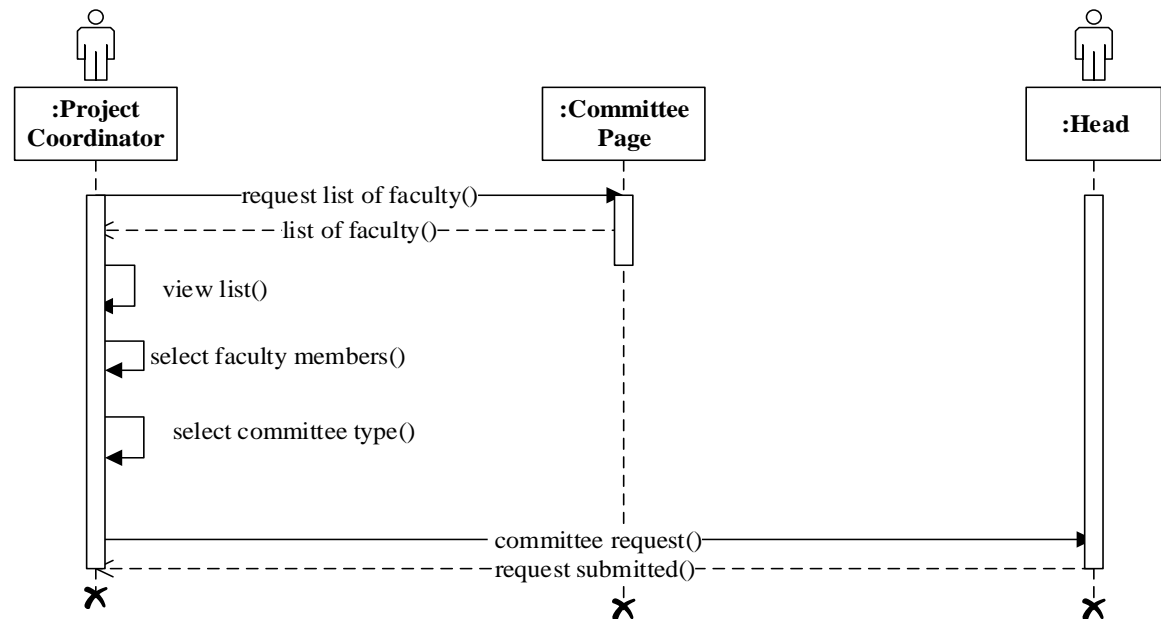 :Project
Coordinator
:Committee
Page
:Head
request list of faculty()
list of faculty()
view list()
select faculty members()
select committee type()
committee request()
request submitted()